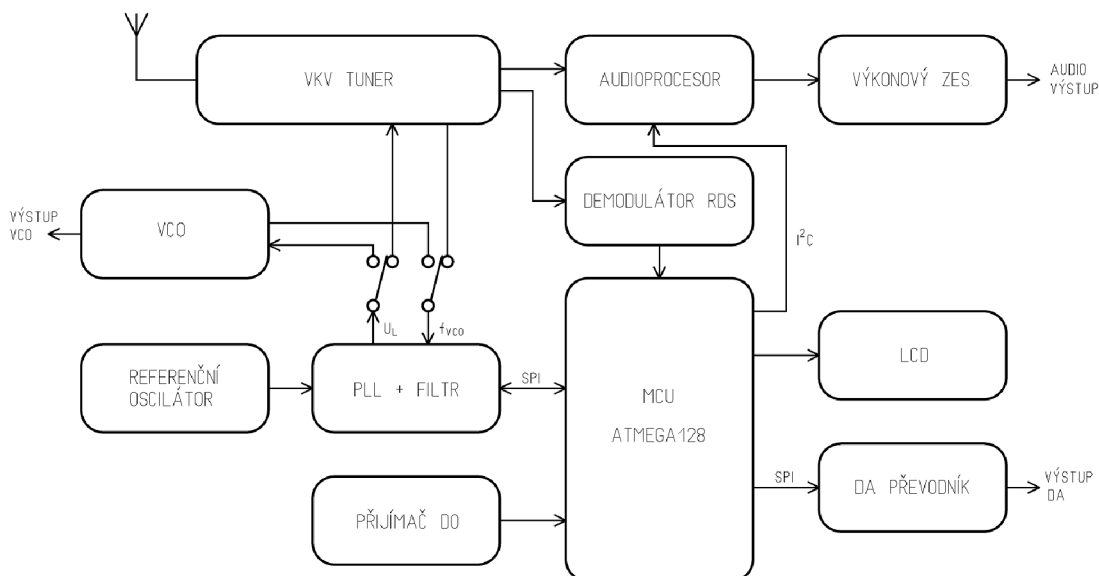 VKV TUNER
AUDIOPROCESOR
VÝKONOVÝ ZES.
AUDIO
VÝSTUP
DEMODULÁTOR RDS
VÝSTUP
VCO
VCO
I²C
UL
fVCO
LCD
REFERENČNÍ
OSCILÁTOR
PLL + FILTR
SPI
MCU
ATMEGA128
SPI
DA PŘEVODNÍK
VÝSTUP
DA
PŘIJÍMAČ DO